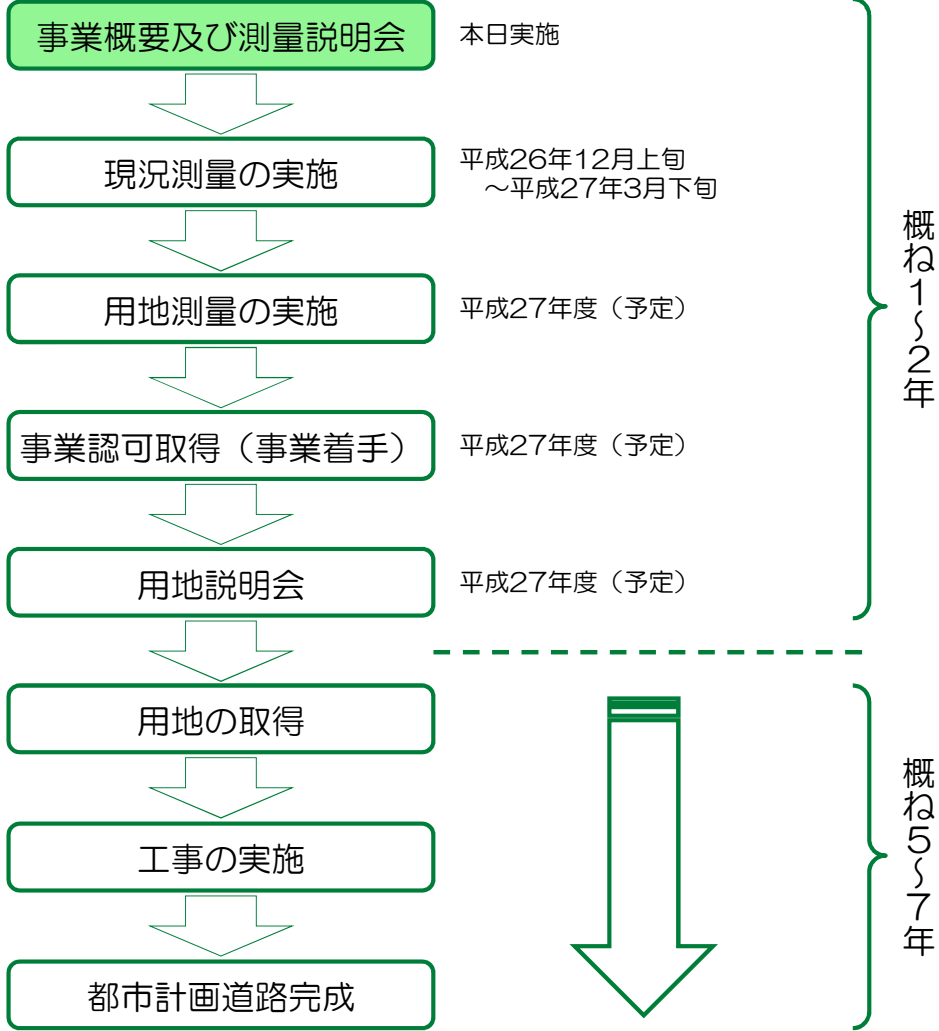 事業概要及び測量説明会
本日実施
現況測量の実施
平成26年12月上旬
～平成27年3月下旬
用地測量の実施
平成27年度（予定）
事業認可取得（事業着手）
平成27年度（予定）
用地説明会
平成27年度（予定）
概ね1～2年
用地の取得
工事の実施
都市計画道路完成
概ね5～7年